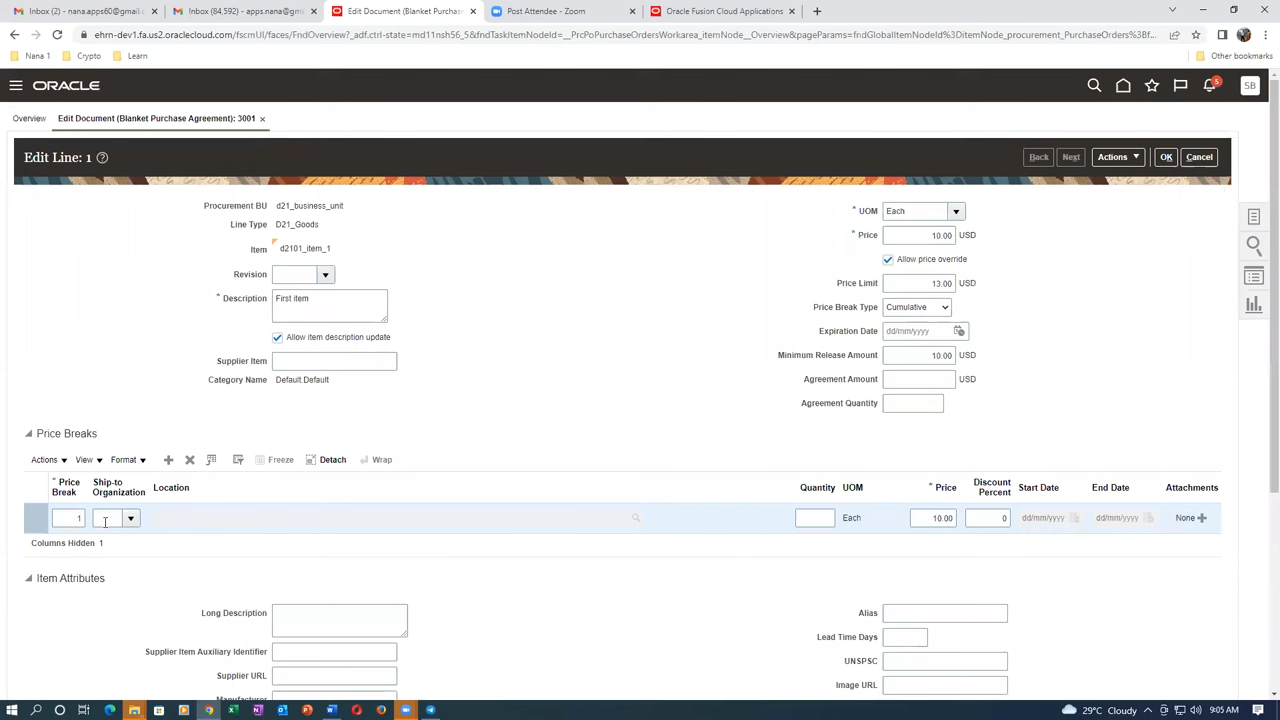 Inbox (2) - nana.apps60@gmail.c
Inbox (84,592) - apps.na@gmai
Edit Document (Blanket Purchase
Post Attendee - Zoom
Oracle Fusion Cloud Applications
ehm-dev1.fa.us2.oraclecloud.com/fscmUI/faces/FndOverview?_adf.ctrl-state=md11nsh56_5&fndTaskItemNodeId=__PrcPoPurchaseOrdersWorkarea_itemNode__Overview&pageParams=fndGlobalItemNodeId%3DitemNode_procurement_PurchaseOrders%3Bf...
Nana 1
Crypto
Learn
Other bookmarks
ORACLE
5
SB
Overview
Edit Document (Blanket Purchase Agreement): 3001
Edit Line: 1
Back
Next
Actions
OK
Cancel
Procurement BU d21_business_unit
Line Type D21_Goods
Item d2101_item_1
Revision
* Description First item
Allow item description update
Supplier Item
Category Name Default.Default
* UOM Each
* Price 10.00 USD
Allow price override
Price Limit 13.00 USD
Price Break Type Cumulative
Expiration Date dd/mm/yyyy
Minimum Release Amount 10.00 USD
Agreement Amount USD
Agreement Quantity
Price Breaks
Actions View Format Freeze Detach Wrap
* Price Break Ship-to Organization Location Quantity UOM * Price Discount Percent Start Date End Date Attachments
1 Each 10.00 0 dd/mm/yyyy dd/mm/yyyy None
Columns Hidden 1
Item Attributes
Long Description
Supplier Item Auxiliary Identifier
Supplier URL
Manufacturer
Alias
Lead Time Days
UNSPSC
Image URL
29°C Cloudy
9:05 AM